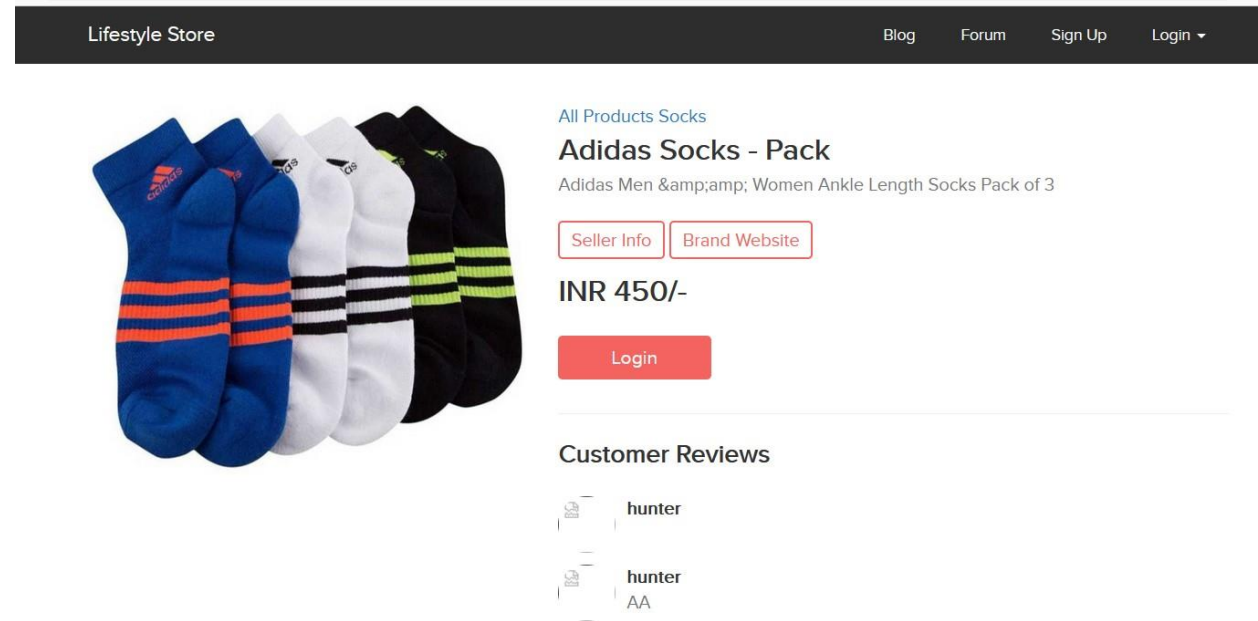 Lifestyle Store Blog Forum Sign Up Login
All Products Socks
Adidas Socks - Pack
Adidas Men &amp;amp; Women Ankle Length Socks Pack of 3
Seller Info Brand Website
INR 450/-
Login
Customer Reviews
hunter
hunter
AA
adidas